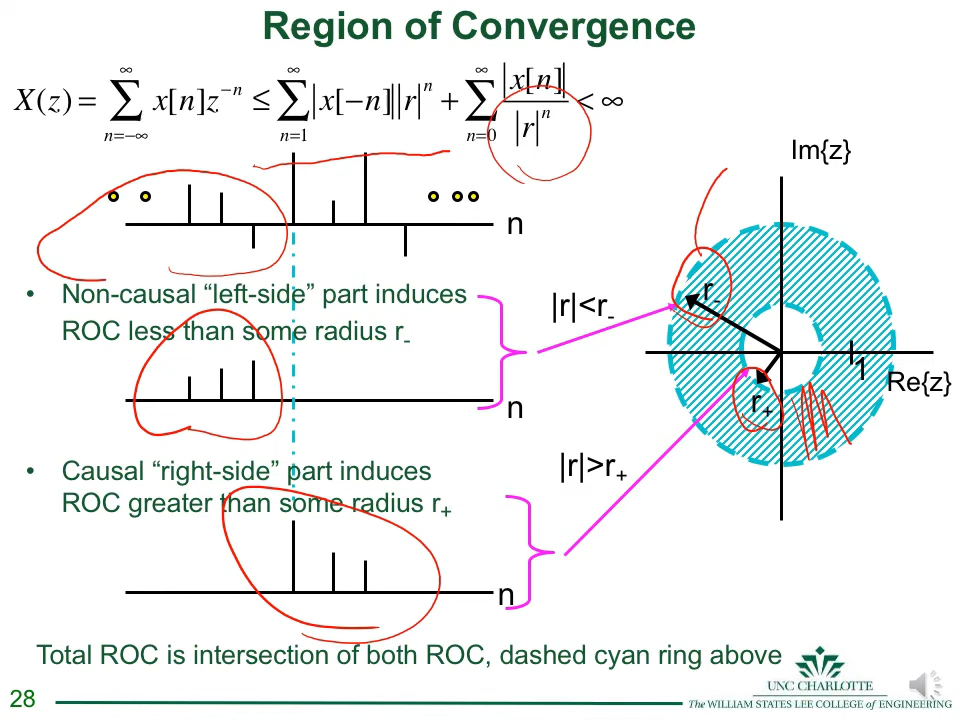 Region of Convergence
X(z) = ∑_{n=-∞}^{∞} x[n]z^{-n} ≤ ∑_{n=1}^{∞} |x[-n]||r|^n + ∑_{n=0}^{∞} |x[n]| / |r|^n < ∞
Im{z}
n
• Non-causal “left-side” part induces
ROC less than some radius r-
|r|<r-
r-
1
Re{z}
r+
n
• Causal “right-side” part induces
ROC greater than some radius r+
|r|>r+
n
Total ROC is intersection of both ROC, dashed cyan ring above
UNC CHARLOTTE
The WILLIAM STATES LEE COLLEGE of ENGINEERING
28